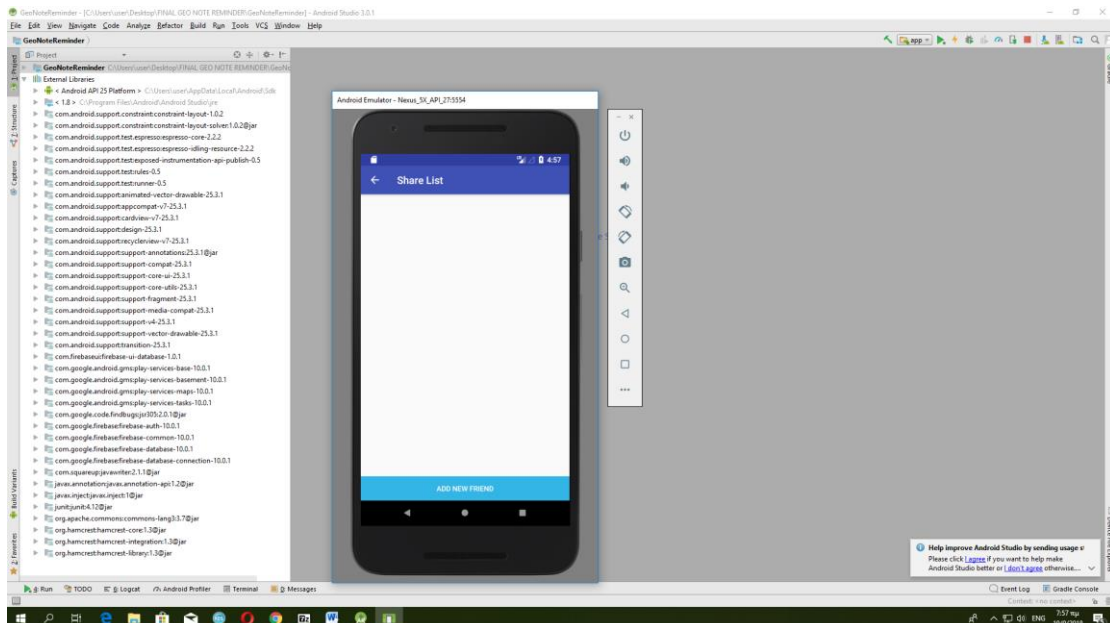 GeoNoteReminder - [C:\Users\user\Desktop\FINAL GEO NOTE REMINDER\GeoNoteReminder] - Android Studio 3.0.1
File Edit View Navigate Code Analyze Refactor Build Run Tools VCS Window Help
GeoNoteReminder
app
Project
GeoNoteReminder C:\Users\user\Desktop\FINAL GEO NOTE REMINDER\GeoNo
External Libraries
< Android API 25 Platform > C:\Users\user\AppData\Local\Android\Sdk
< 1.8 > C:\Program Files\Android\Android Studio\jre
com.android.support.constraint:constraint-layout-1.0.2
com.android.support.constraint:constraint-layout-solver:1.0.2@jar
com.android.support.test.espresso:espresso-core-2.2.2
com.android.support.test.espresso:espresso-idling-resource-2.2.2
com.android.support.test:exposed-instrumentation-api-publish-0.5
com.android.support.test:rules-0.5
com.android.support.test:runner-0.5
com.android.support:animated-vector-drawable-25.3.1
com.android.support:appcompat-v7-25.3.1
com.android.support:cardview-v7-25.3.1
com.android.support:design-25.3.1
com.android.support:recyclerview-v7-25.3.1
com.android.support:support-annotations:25.3.1@jar
com.android.support:support-compat-25.3.1
com.android.support:support-core-ui-25.3.1
com.android.support:support-core-utils-25.3.1
com.android.support:support-fragment-25.3.1
com.android.support:support-media-compat-25.3.1
com.android.support:support-v4-25.3.1
com.android.support:support-vector-drawable-25.3.1
com.android.support:transition-25.3.1
com.firebaseui:firebase-ui-database-1.0.1
com.google.android.gms:play-services-base-10.0.1
com.google.android.gms:play-services-basement-10.0.1
com.google.android.gms:play-services-maps-10.0.1
com.google.android.gms:play-services-tasks-10.0.1
com.google.code.findbugs:jsr305:2.0.1@jar
com.google.firebase:firebase-auth-10.0.1
com.google.firebase:firebase-common-10.0.1
com.google.firebase:firebase-database-10.0.1
com.google.firebase:firebase-database-connection-10.0.1
com.squareup:javawriter:2.1.1@jar
javax.annotation:javax.annotation-api:1.2@jar
javax.inject:javax.inject:1@jar
junit:junit:4.12@jar
org.apache.commons:commons-lang3:3.7@jar
org.hamcrest:hamcrest-core:1.3@jar
org.hamcrest:hamcrest-integration:1.3@jar
org.hamcrest:hamcrest-library:1.3@jar
1: Project
7: Structure
Captures
Build Variants
2: Favorites
Android Emulator - Nexus_5X_API_27:5554
4:57
Share List
ADD NEW FRIEND
Help improve Android Studio by sending usage s
Please click I agree if you want to help make
Android Studio better or I don't agree otherwise....
4: Run TODO 6: Logcat Android Profiler Terminal 0: Messages
Event Log Gradle Console
Context: <no context>
ENG
7:57 πμ